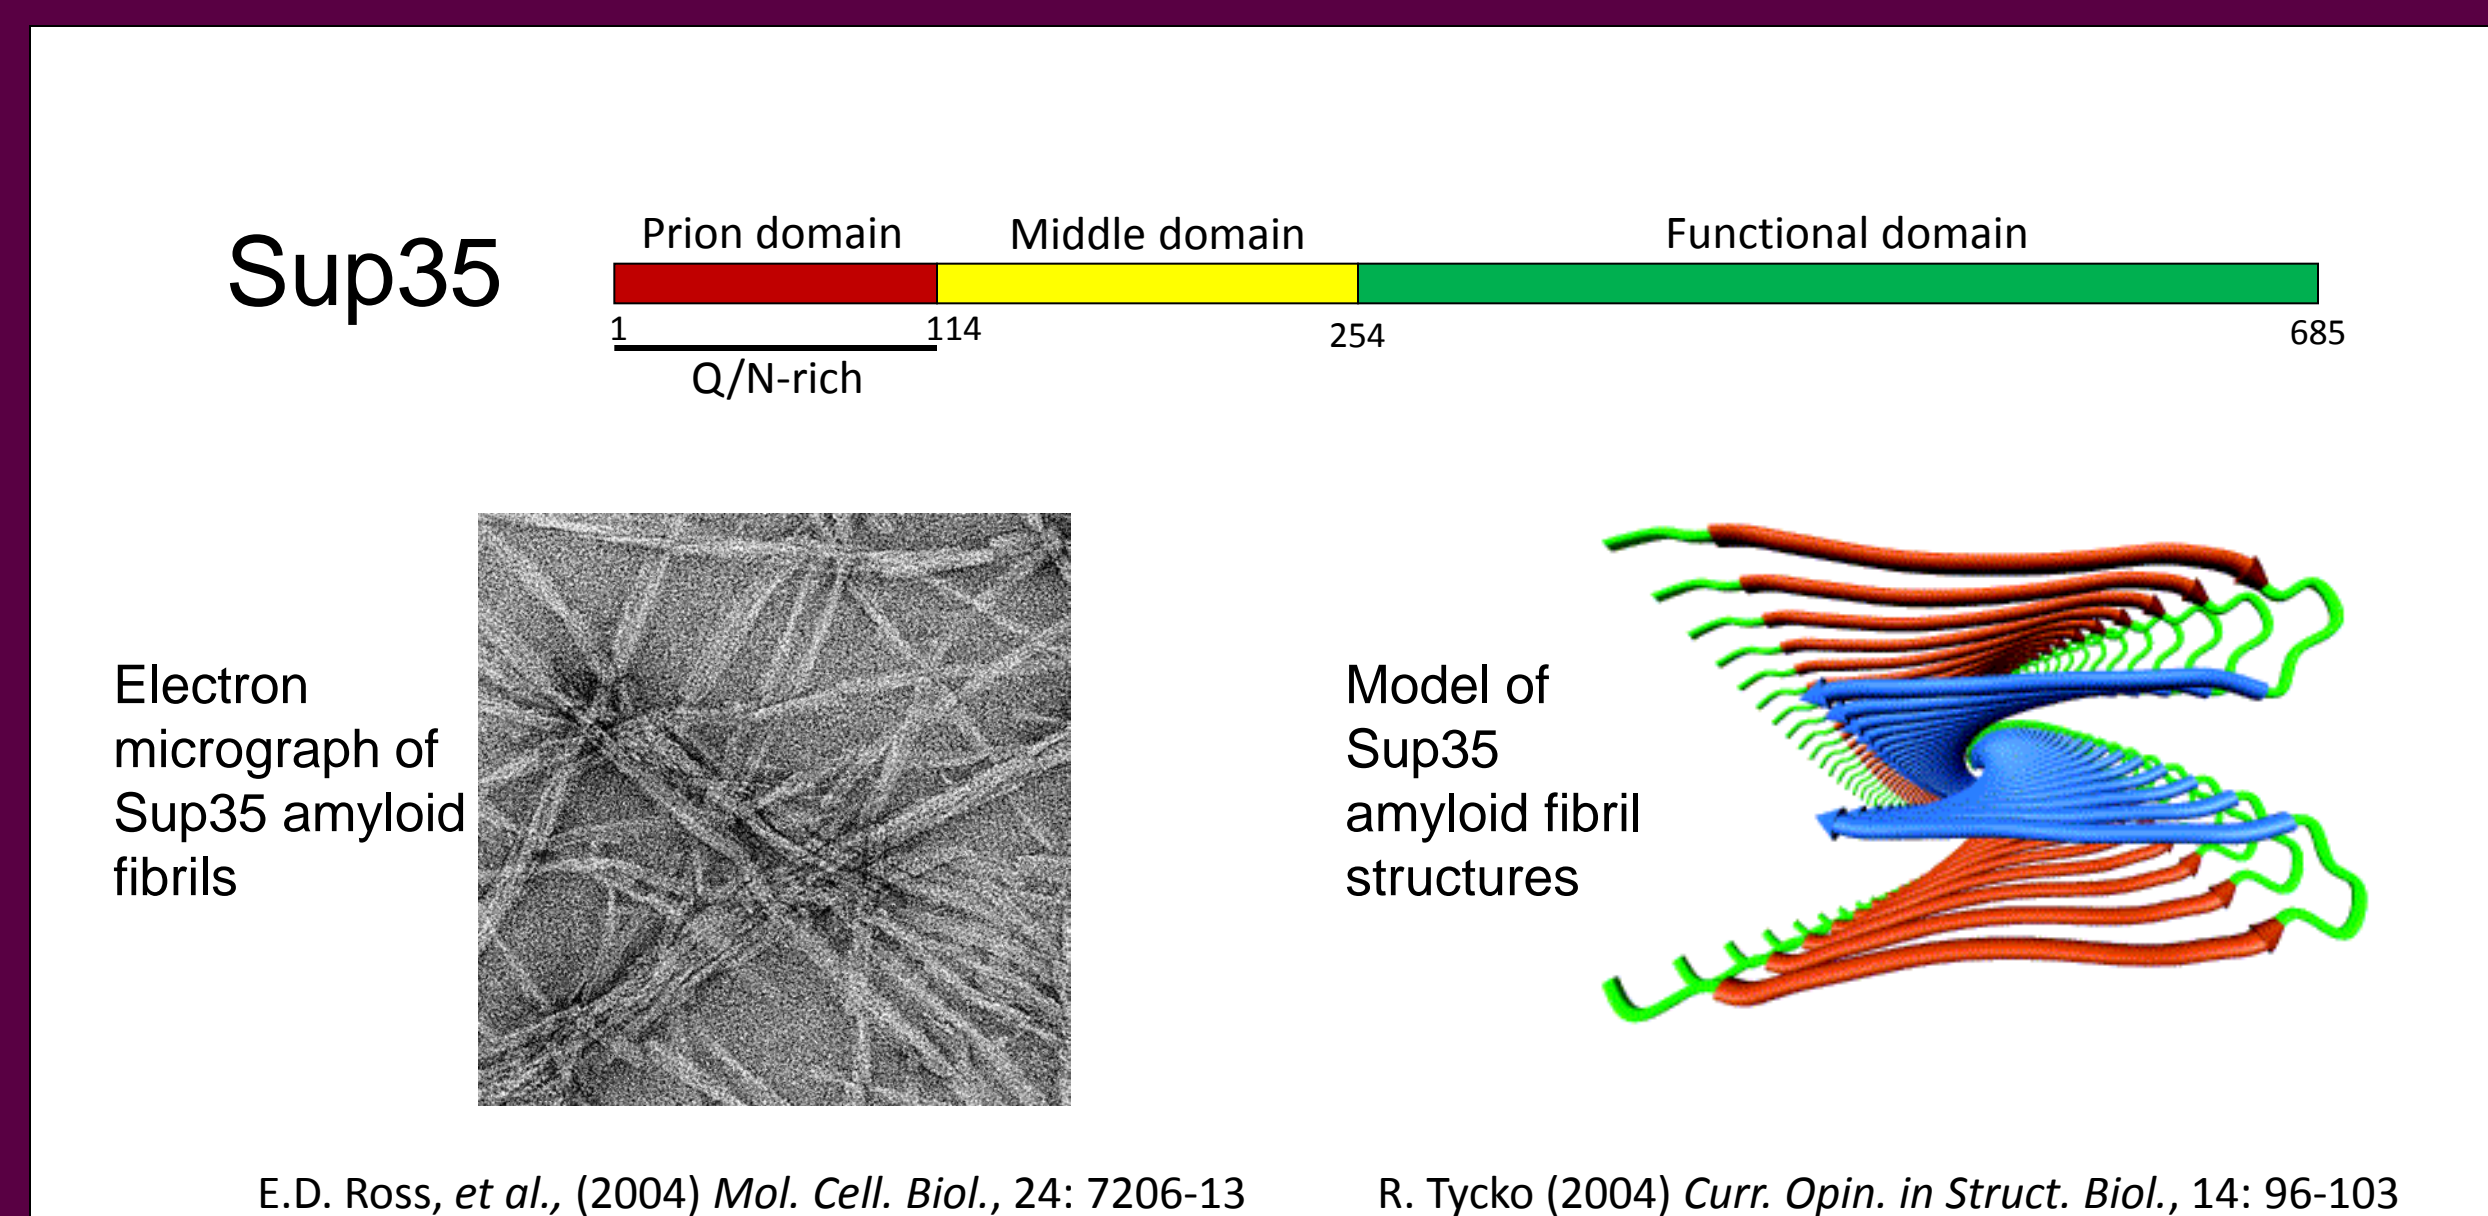 Sup35
Prion domain
Middle domain
Functional domain
1
114
254
685
Q/N-rich
Electron
micrograph of
Sup35 amyloid
fibrils
Model of
Sup35
amyloid fibril
structures
E.D. Ross, et al., (2004) Mol. Cell. Biol., 24: 7206-13
R. Tycko (2004) Curr. Opin. in Struct. Biol., 14: 96-103